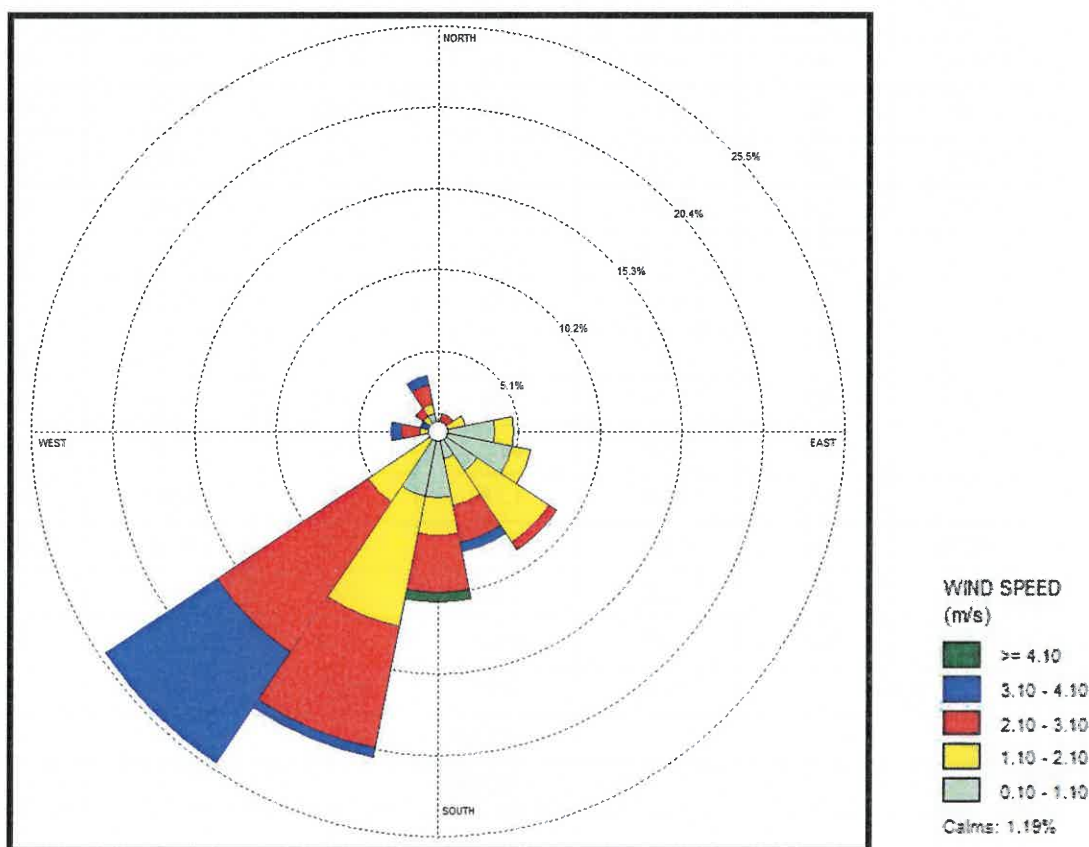 NORTH
25.5%
20.4%
15.3%
10.2%
5.1%
WEST
EAST
SOUTH
WIND SPEED
(m/s)
>= 4.10
3.10 - 4.10
2.10 - 3.10
1.10 - 2.10
0.10 - 1.10
Calms: 1.19%